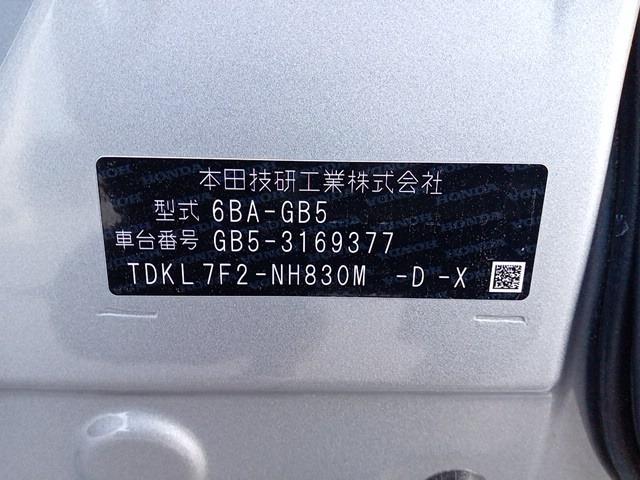 本田技研工業株式会社
型式 6BA-GB5
車台番号 GB5-3169377
TDKL7F2-NH830M -D -X